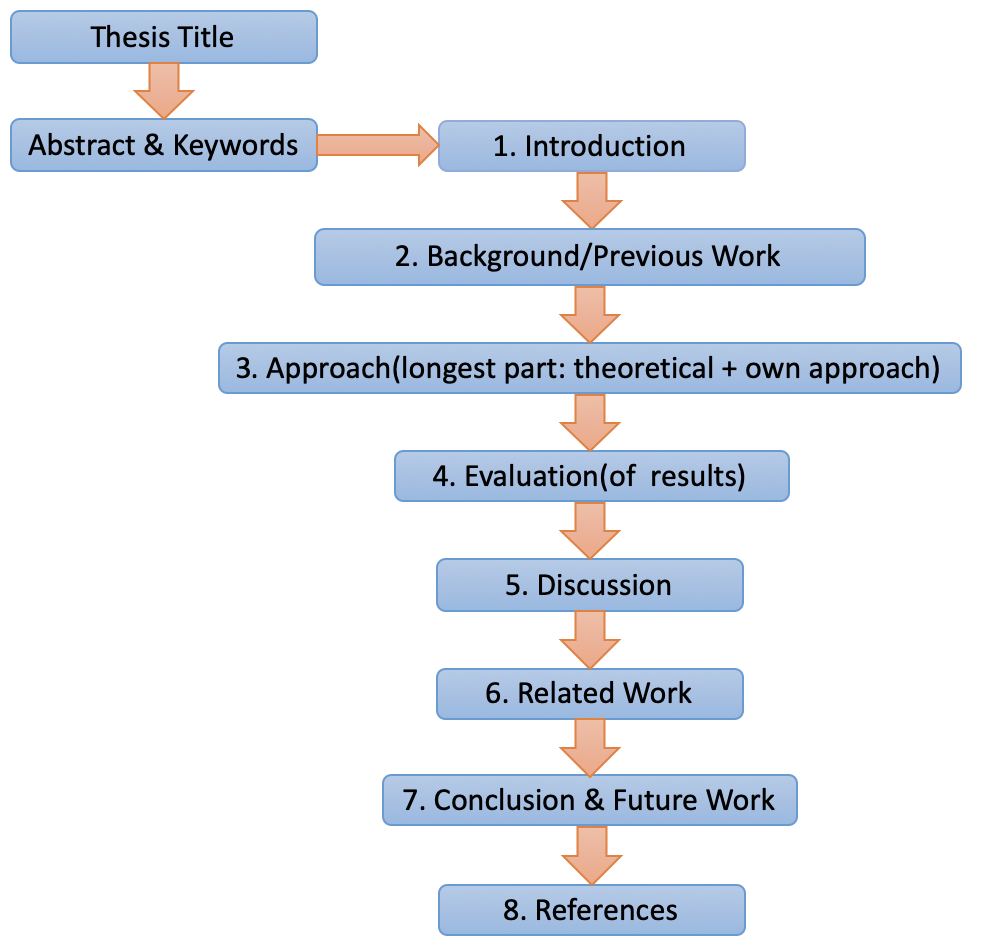 Thesis Title
Abstract & Keywords
1. Introduction
2. Background/Previous Work
3. Approach(longest part: theoretical + own approach)
4. Evaluation(of  results)
5. Discussion
6. Related Work
7. Conclusion & Future Work
8. References